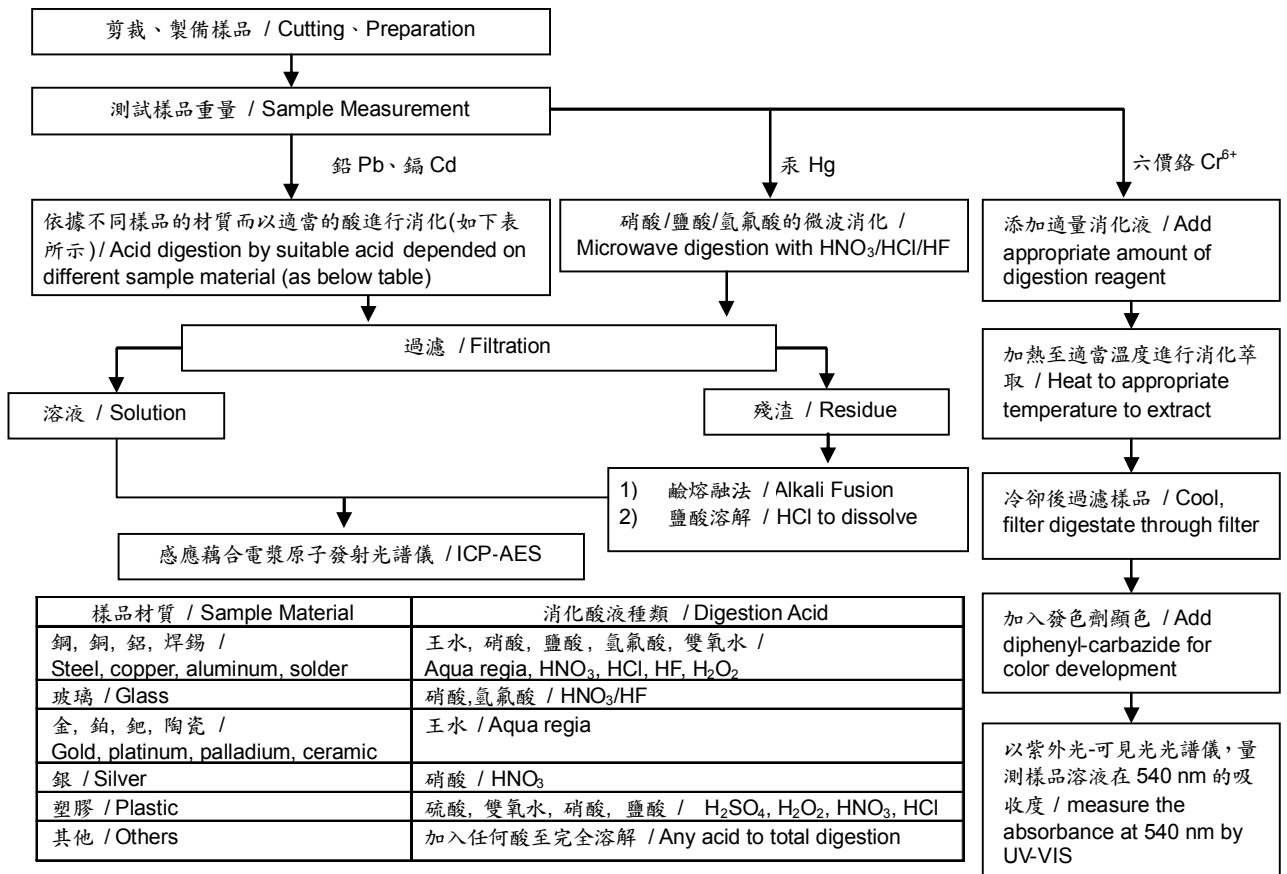 剪裁、製備樣品 / Cutting、Preparation
測試樣品重量 / Sample Measurement
鉛 Pb、鎘 Cd
汞 Hg
六價鉻 Cr⁶⁺
依據不同樣品的材質而以適當的酸進行消化(如下表
所示) / Acid digestion by suitable acid depended on
different sample material (as below table)
硝酸/鹽酸/氫氟酸的微波消化 /
Microwave digestion with HNO₃/HCl/HF
添加適量消化液 / Add
appropriate amount of
digestion reagent
過濾 / Filtration
加熱至適當溫度進行消化萃
取 / Heat to appropriate
temperature to extract
溶液 / Solution
殘渣 / Residue
1) 鹼熔融法 / Alkali Fusion
2) 鹽酸溶解 / HCl to dissolve
冷卻後過濾樣品 / Cool,
filter digestate through filter
感應藕合電漿原子發射光譜儀 / ICP-AES
加入發色劑顯色 / Add
diphenyl-carbazide for
color development
以紫外光-可見光光譜儀，量
測樣品溶液在 540 nm 的吸
收度 / measure the
absorbance at 540 nm by
UV-VIS
樣品材質 / Sample Material 消化酸液種類 / Digestion Acid
鋼, 銅, 鋁, 焊錫 /
Steel, copper, aluminum, solder
王水, 硝酸, 鹽酸, 氫氟酸, 雙氧水 /
Aqua regia, HNO₃, HCl, HF, H₂O₂
玻璃 / Glass 硝酸,氫氟酸 / HNO₃/HF
金, 鉑, 鈀, 陶瓷 /
Gold, platinum, palladium, ceramic
王水 / Aqua regia
銀 / Silver 硝酸 / HNO₃
塑膠 / Plastic 硫酸, 雙氧水, 硝酸, 鹽酸 / H₂SO₄, H₂O₂, HNO₃, HCl
其他 / Others 加入任何酸至完全溶解 / Any acid to total digestion